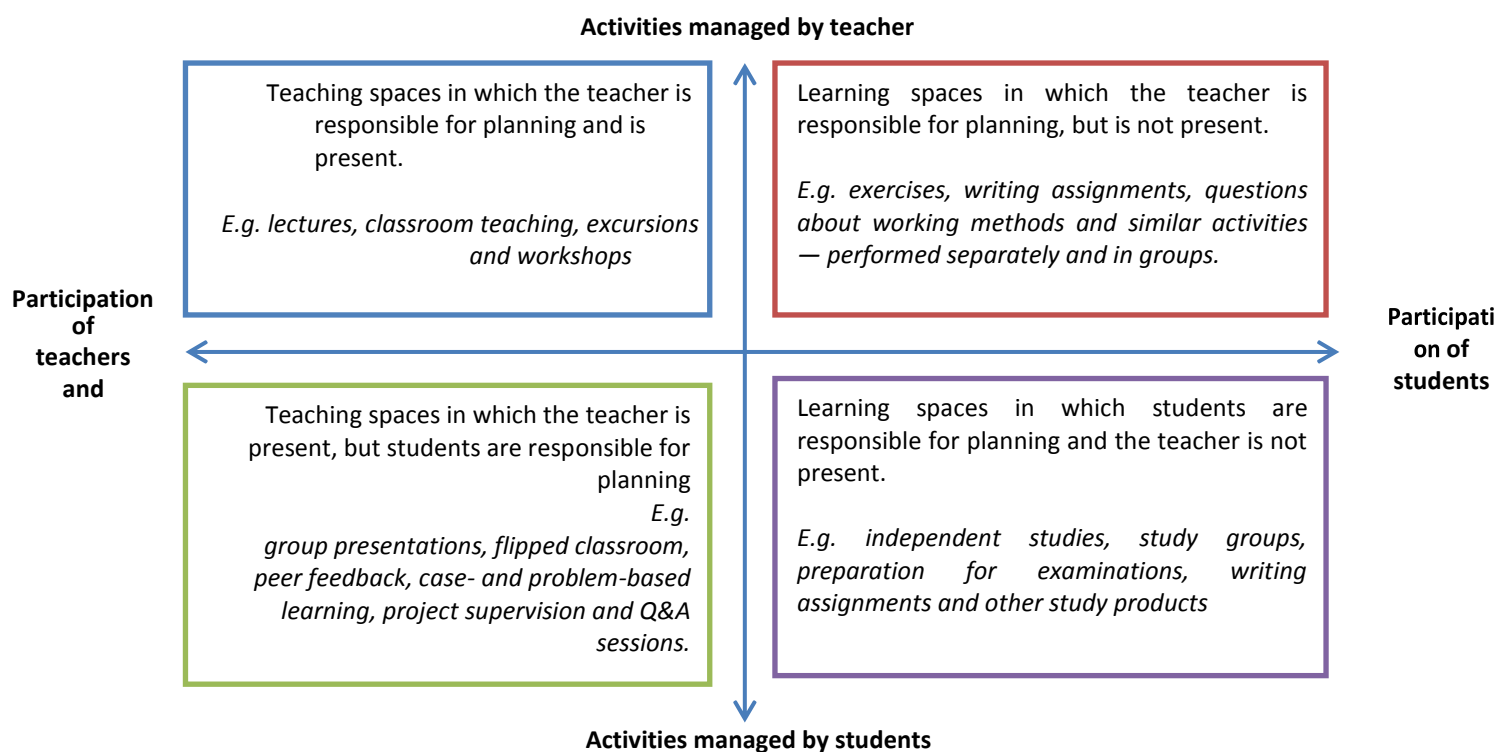 Activities managed by teacher
Teaching spaces in which the teacher is
responsible for planning and is
present.
E.g. lectures, classroom teaching, excursions
and workshops
Learning spaces in which the teacher is
responsible for planning, but is not present.
E.g. exercises, writing assignments, questions
about working methods and similar activities
— performed separately and in groups.
Participation
of
teachers
and
Participati
on of
students
Teaching spaces in which the teacher is
present, but students are responsible for
planning
E.g.
group presentations, flipped classroom,
peer feedback, case- and problem-based
learning, project supervision and Q&A
sessions.
Learning spaces in which students are
responsible for planning and the teacher is not
present.
E.g. independent studies, study groups,
preparation for examinations, writing
assignments and other study products
Activities managed by students